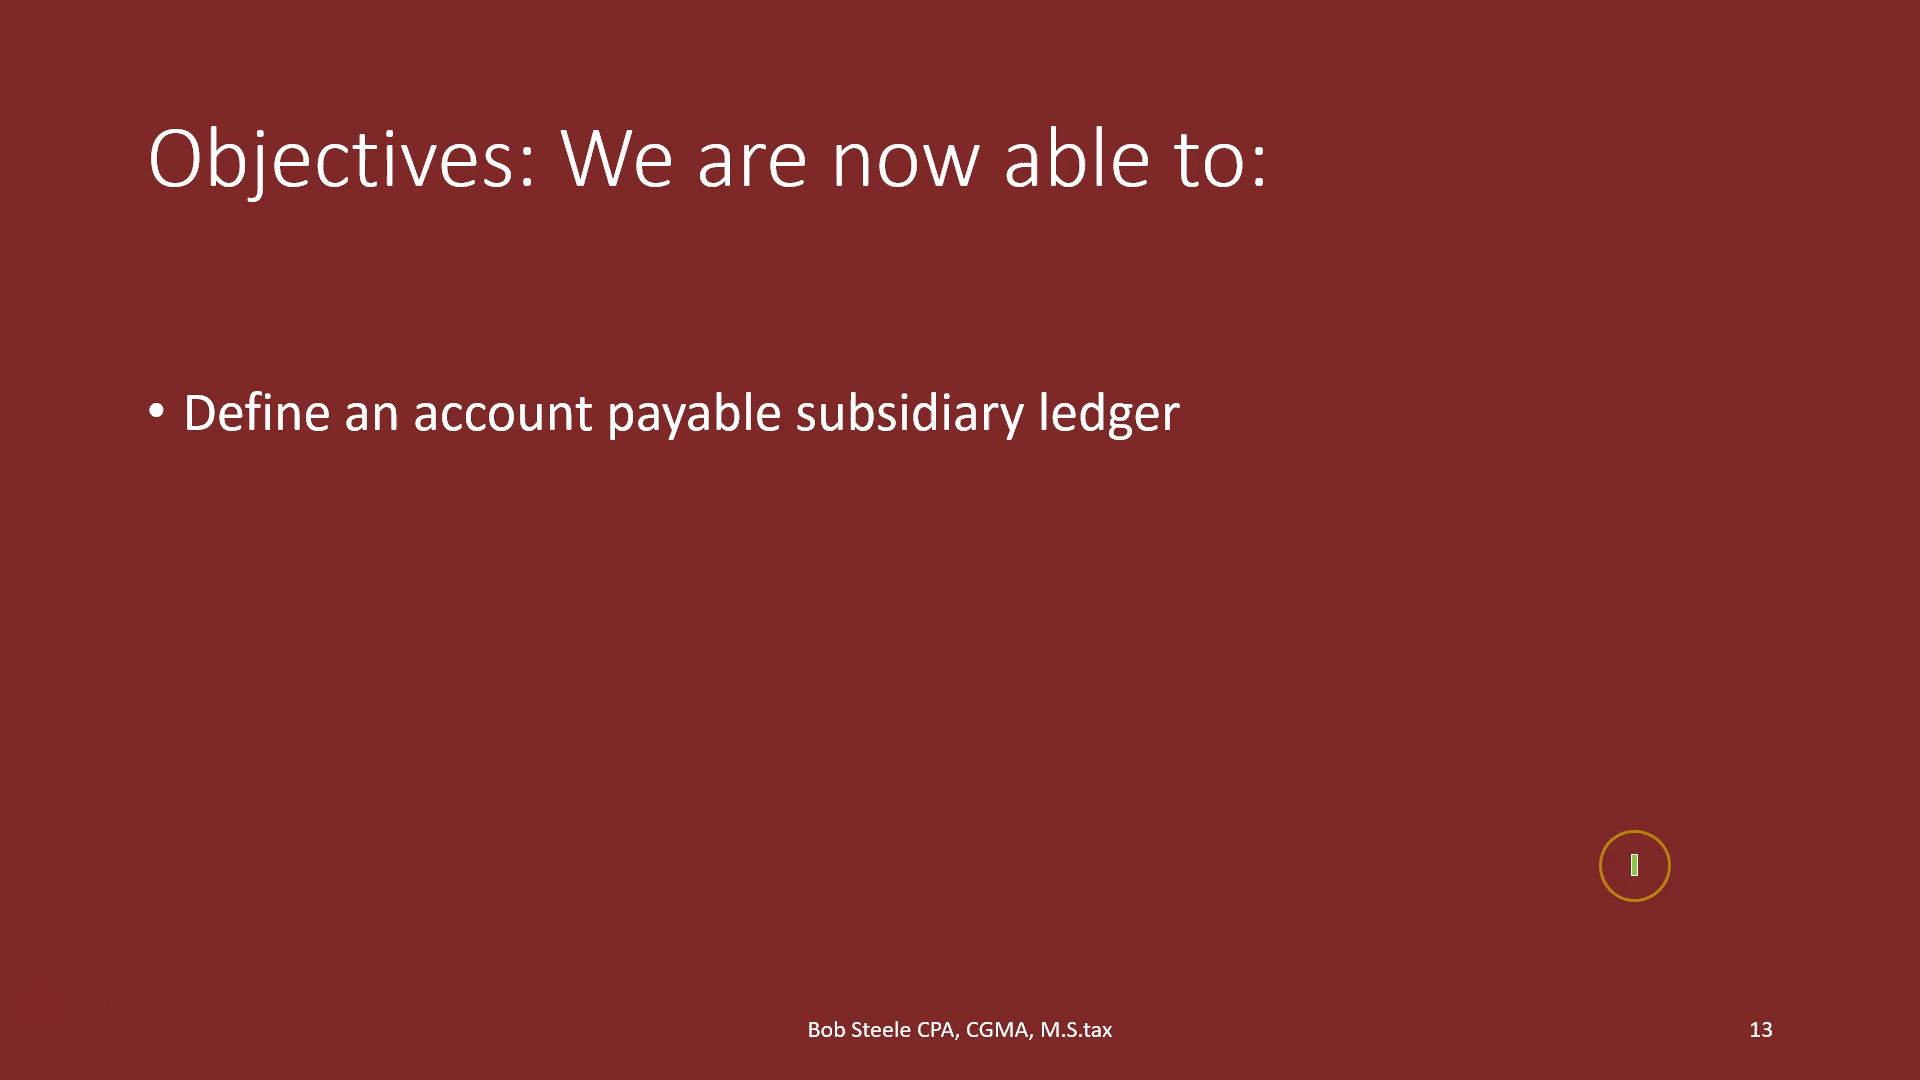 Objectives: We are now able to:
• Define an account payable subsidiary ledger
Bob Steele CPA, CGMA, M.S.tax
13